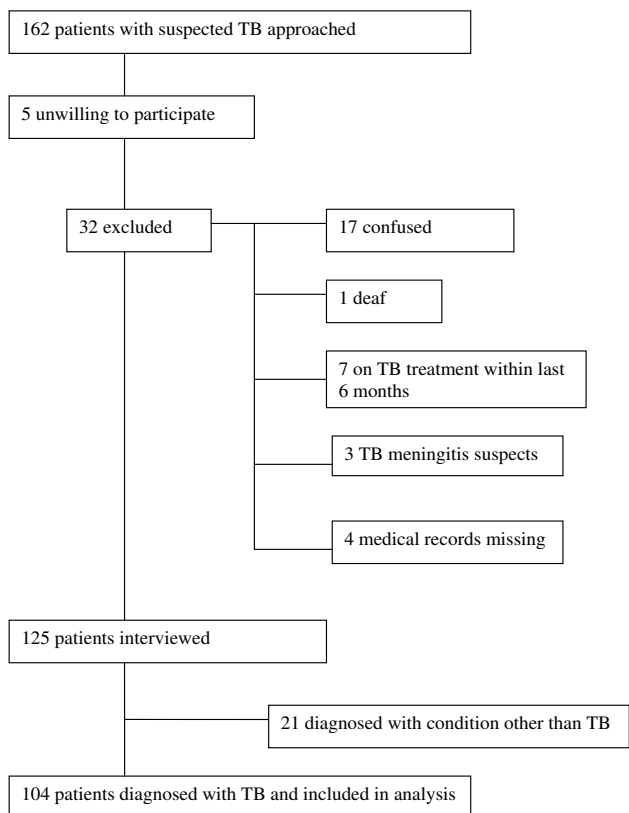 162 patients with suspected TB approached
5 unwilling to participate
32 excluded
17 confused
1 deaf
7 on TB treatment within last
6 months
3 TB meningitis suspects
4 medical records missing
125 patients interviewed
21 diagnosed with condition other than TB
104 patients diagnosed with TB and included in analysis